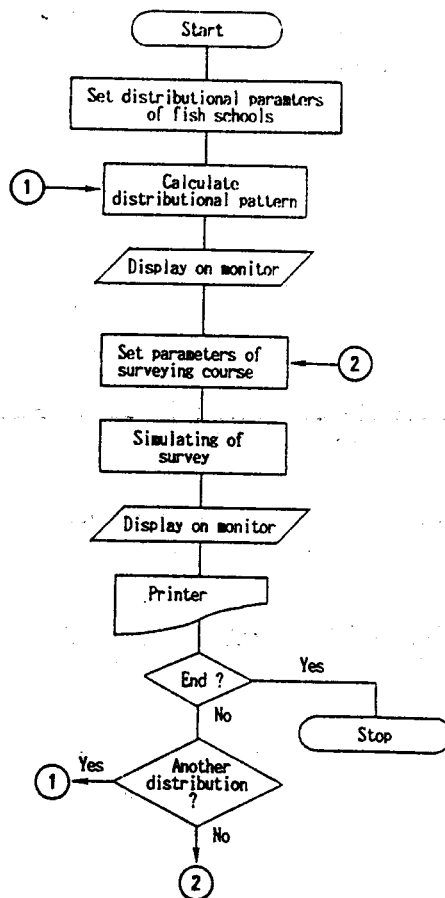 Start
Set distributional paramters
of fish schools
1
Calculate
distributional pattern
Display on monitor
Set parameters of
surveying course
2
Simulating of
survey
Display on monitor
Printer
End ?
Yes
No
Stop
Yes
1
Another
distribution
?
No
2